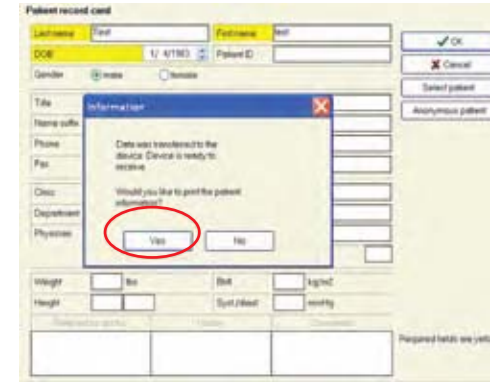 Patient record card
Last name Test First name test
DOB 1/ 4/1983 Patient ID
Gender male female
OK
Cancel
Select patient
Anonymous patient
Title
Name suffix
Phone
Fax
Clinic
Department
Physician
Information
Data was transferred to the
device. Device is ready to
receive.
Would you like to print the patient
information?
Yes No
Weight lbs BMI kg/m2
Height Syst./diast. mmHg
Required fields are yell